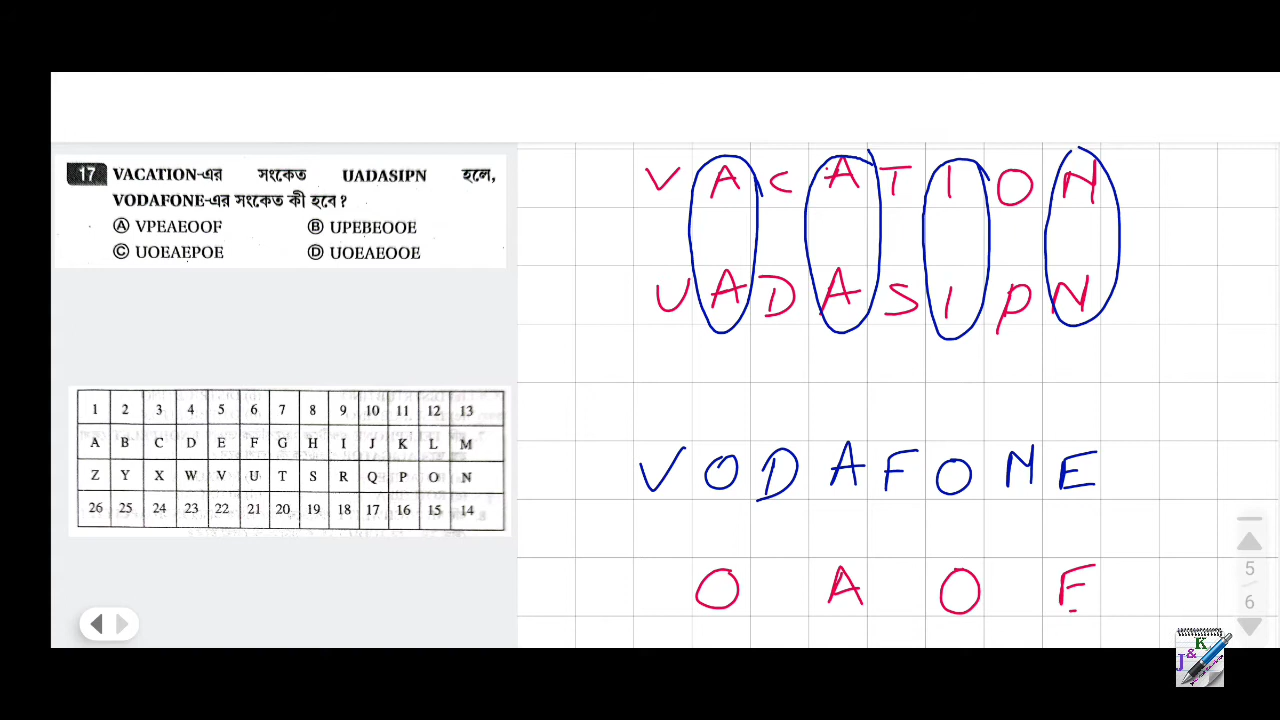 17 VACATION-এর সংকেত UADASIPN হলে,
VODAFONE-এর সংকেত কী হবে?
Ⓐ VPEAEOOF Ⓑ UPEBEOOE
Ⓒ UOEAEPOE Ⓓ UOEAEOOE
1 2 3 4 5 6 7 8 9 10 11 12 13
A B C D E F G H I J K L M
Z Y X W V U T S R Q P O N
26 25 24 23 22 21 20 19 18 17 16 15 14
V A C A T I O N
U A D A S I P N
V O D A F O N E
O A O E
5
6
J & K